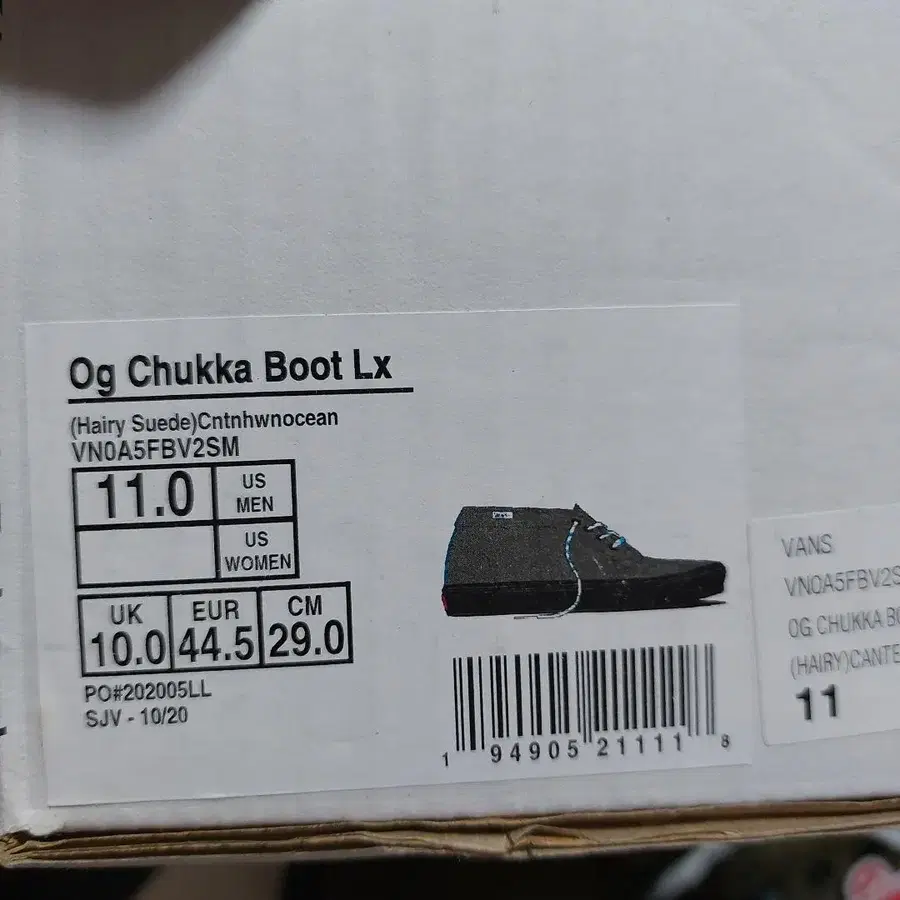 Og Chukka Boot Lx
(Hairy Suede)Cntnhwnocean
VN0A5FBV2SM
11.0 US MEN
US WOMEN
UK EUR CM
10.0 44.5 29.0
PO#202005LL
SJV - 10/20
1 94905 21111 8
VANS
VN0A5FBV2S
OG CHUKKA BO
(HAIRY)CANTE
11